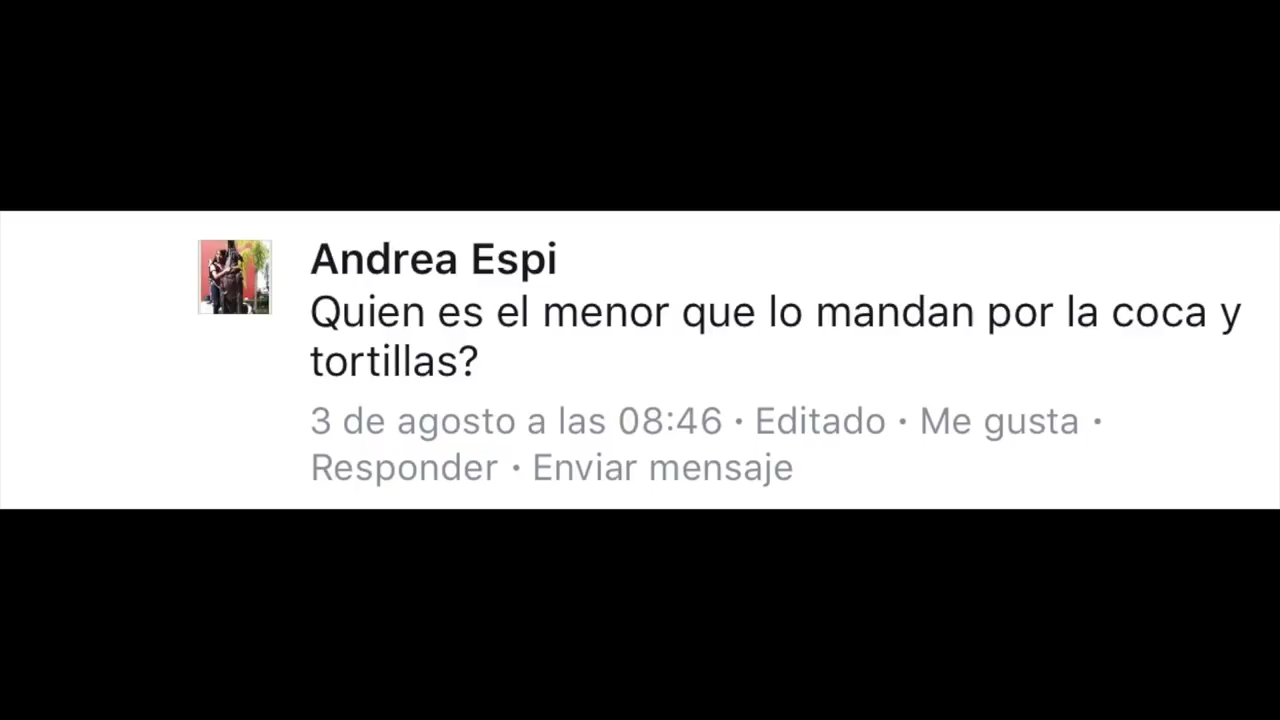 Andrea Espi
Quien es el menor que lo mandan por la coca y
tortillas?
3 de agosto a las 08:46 · Editado · Me gusta ·
Responder · Enviar mensaje